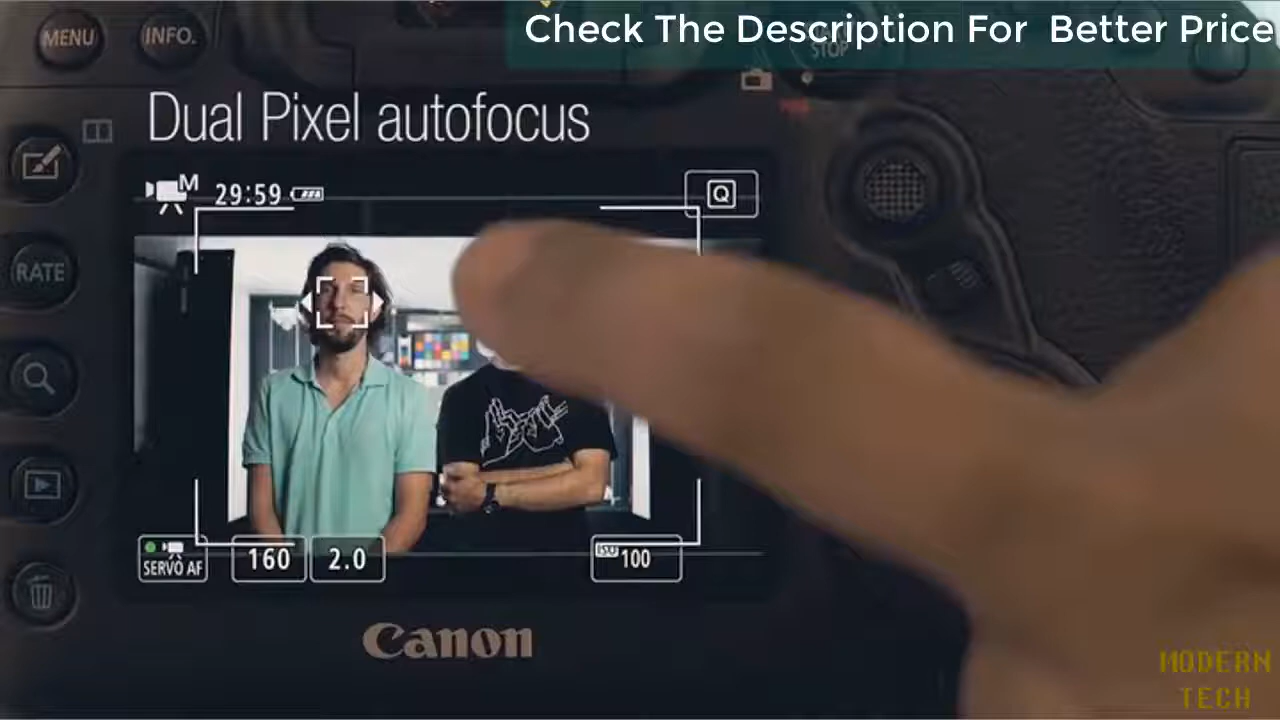 Check The Description For Better Price
MENU
INFO.
STOP
Dual Pixel autofocus
M
29:59
Q
RATE
SERVO AF
160
2.0
ISO
100
Canon
MODERN
TECH